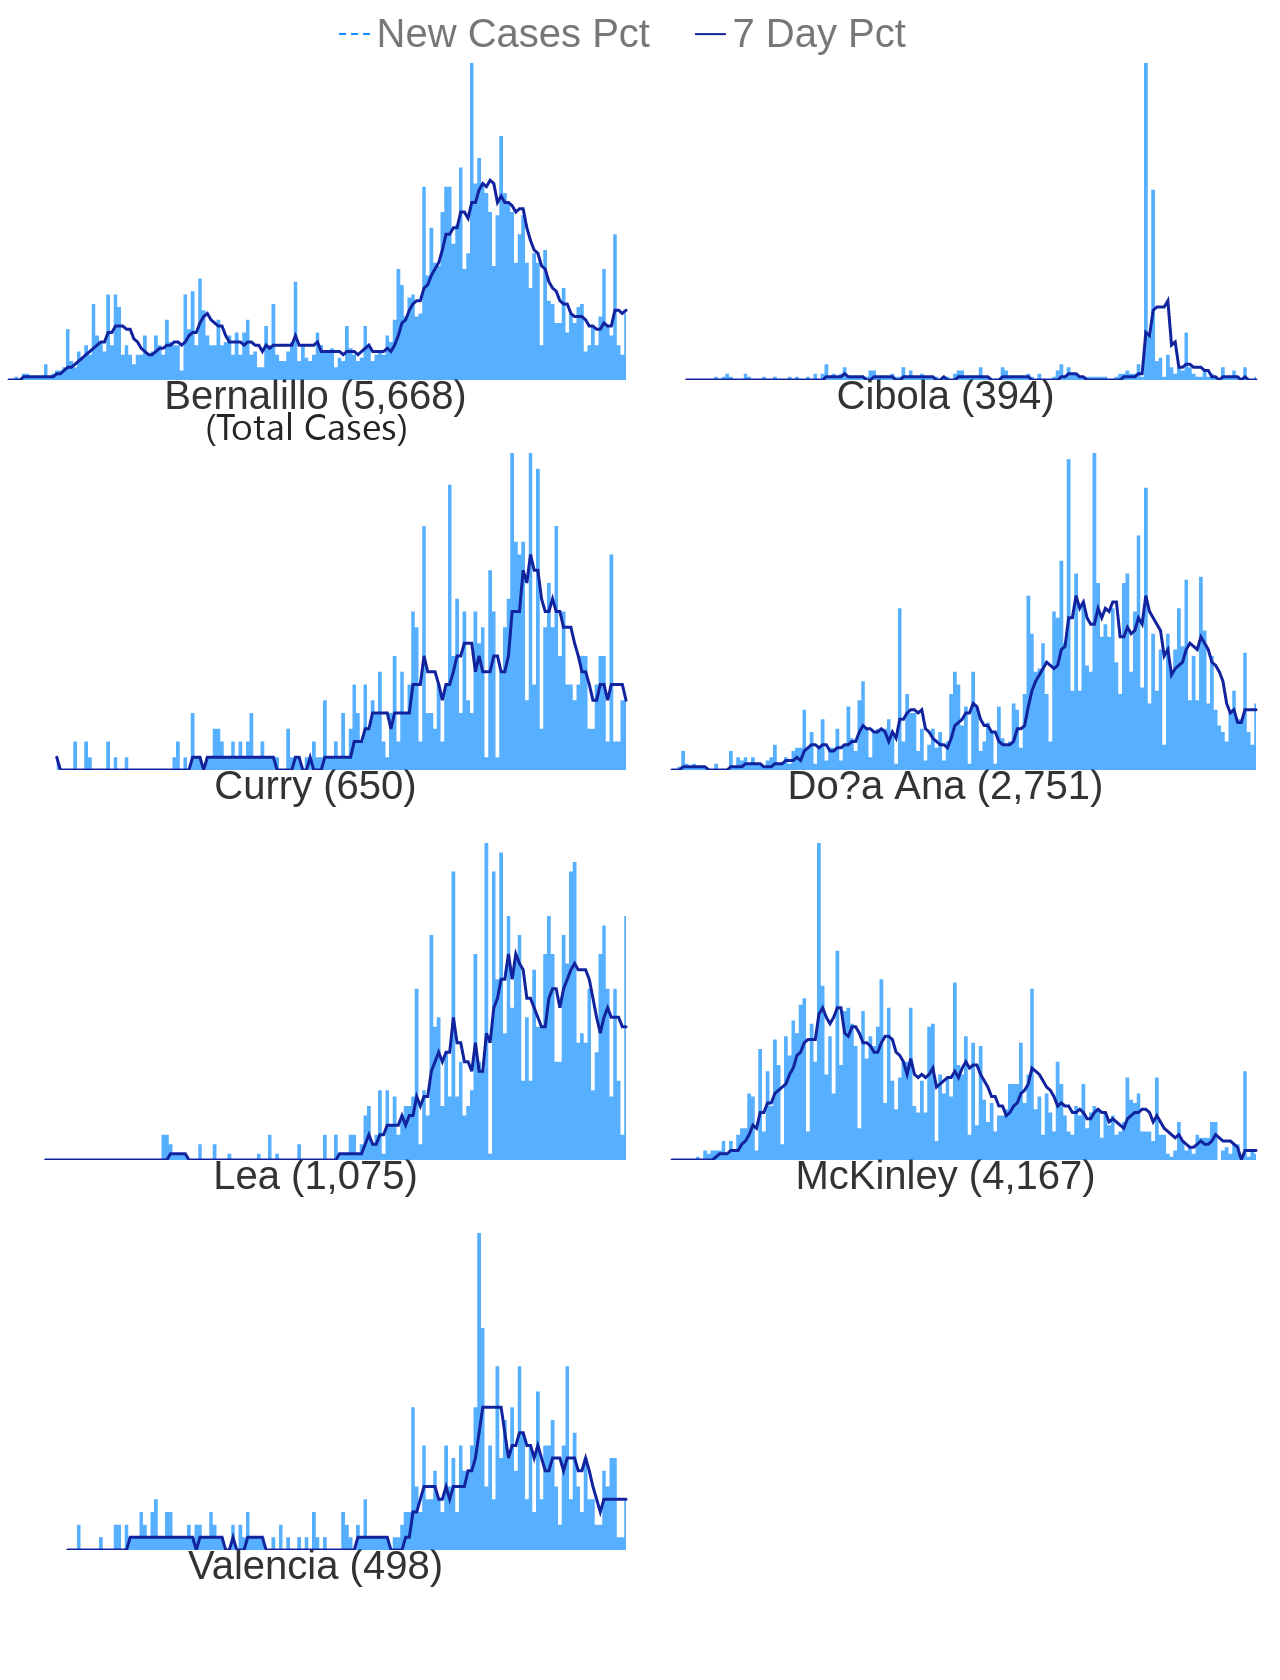 New Cases Pct 7 Day Pct
Bernalillo (5,668)
(Total Cases)
Cibola (394)
Curry (650)
Do?a Ana (2,751)
Lea (1,075)
McKinley (4,167)
Valencia (498)